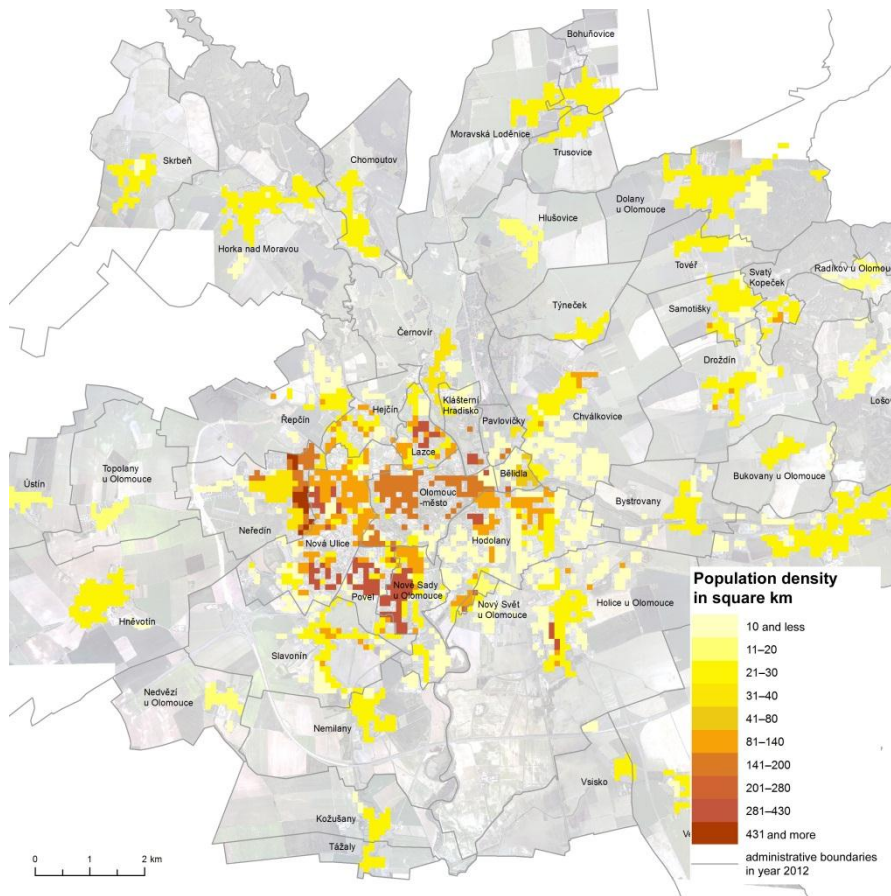 Bohuňovice
Moravská Loděnice
Trusovice
Skrbeň
Chomoutov
Dolany
u Olomouce
Hlušovice
Horka nad Moravou
Tovéř
Svatý
Kopeček
Radíkov u Olomou
Týneček
Samotišky
Černovír
Droždín
Klášterní
Hradisko
Hejčín
Řepčín
Pavlovičky
Chválkovice
Lošo
Lazce
Ústín
Topolany
u Olomouce
Bělidla
Bukovany u Olomouce
Olomouc
-město
Bystrovany
Neředín
Nová Ulice
Hodolany
Nové Sady
u Olomouce
Povel
Nový Svět
u Olomouce
Holice u Olomouce
Hněvotín
Slavonín
Nedvězí
u Olomouce
Nemilany
Vsisko
Ve
Kožušany
Tážaly
Population density
in square km
10 and less
11–20
21–30
31–40
41–80
81–140
141–200
201–280
281–430
431 and more
administrative boundaries
in year 2012
0 1 2 km